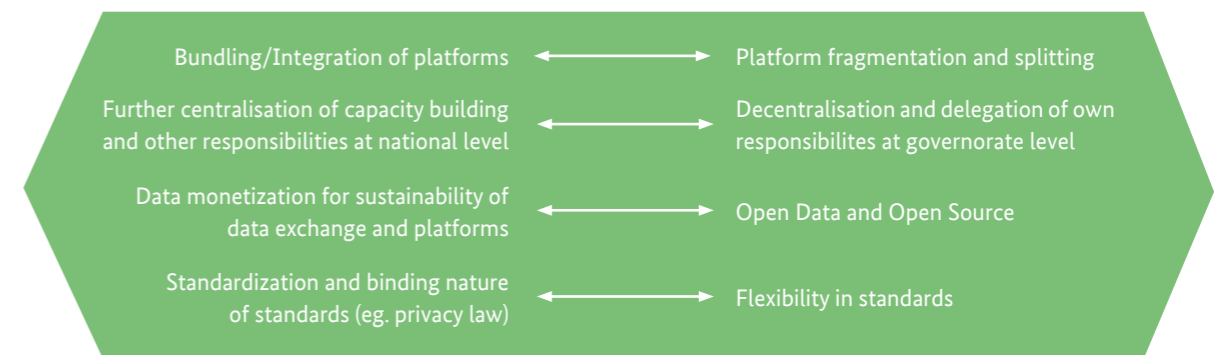 Bundling/Integration of platforms
Platform fragmentation and splitting
Further centralisation of capacity building
and other responsibilities at national level
Decentralisation and delegation of own
responsibilites at governorate level
Data monetization for sustainability of
data exchange and platforms
Open Data and Open Source
Standardization and binding nature
of standards (eg. privacy law)
Flexibility in standards